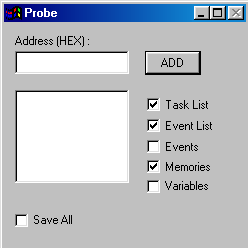 Probe
Address (HEX) :
ADD
Task List
Event List
Events
Memories
Variables
Save All